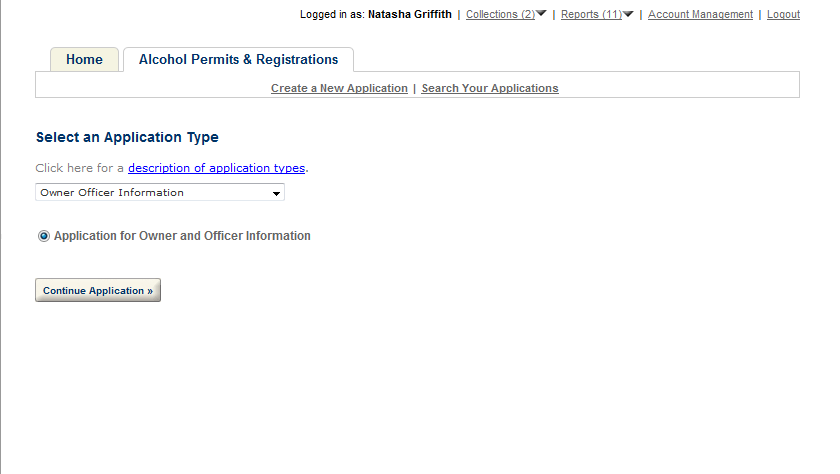 Logged in as: Natasha Griffith | Collections (2) | Reports (11) | Account Management | Logout
Home Alcohol Permits & Registrations
Create a New Application | Search Your Applications
Select an Application Type
Click here for a description of application types.
Owner Officer Information
Application for Owner and Officer Information
Continue Application »